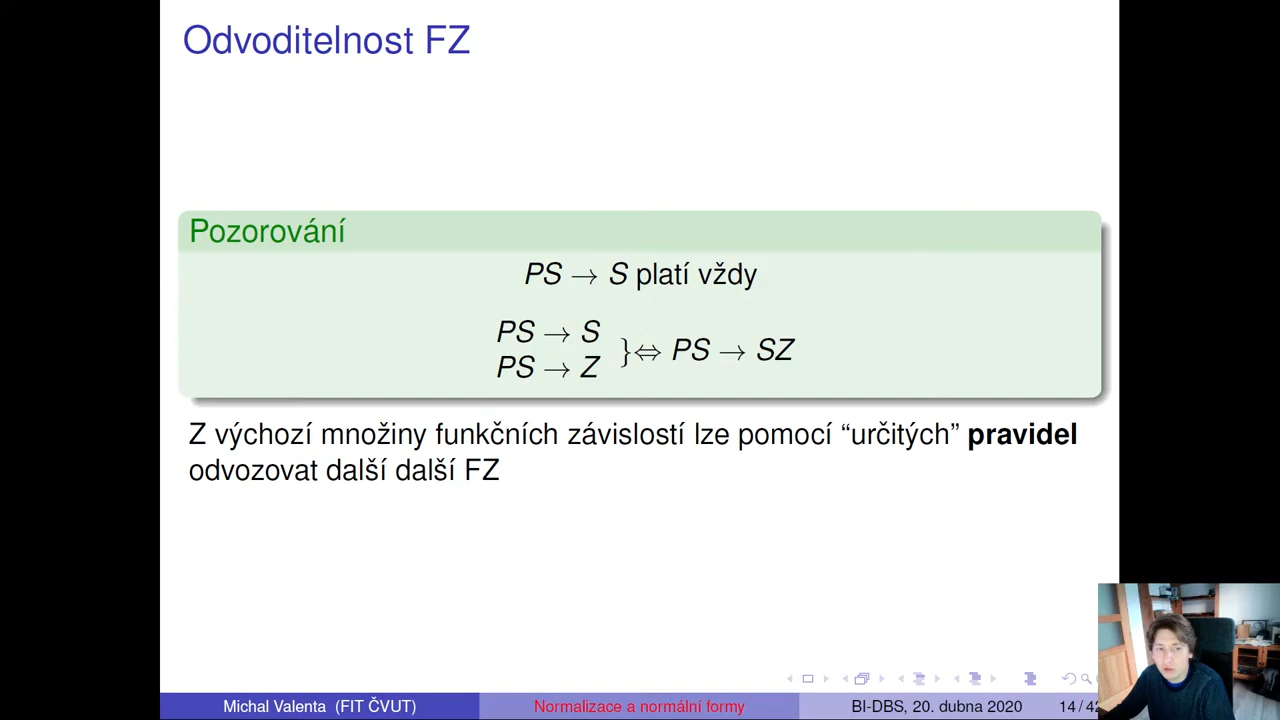 Odvoditelnost FZ
Pozorování
PS → S platí vždy
PS → S
PS → Z
}⇔ PS → SZ
Z výchozí množiny funkčních závislostí lze pomocí “určitých” pravidel
odvozovat další další FZ
Michal Valenta (FIT ČVUT)
Normalizace a normální formy
BI-DBS, 20. dubna 2020
14 / 42